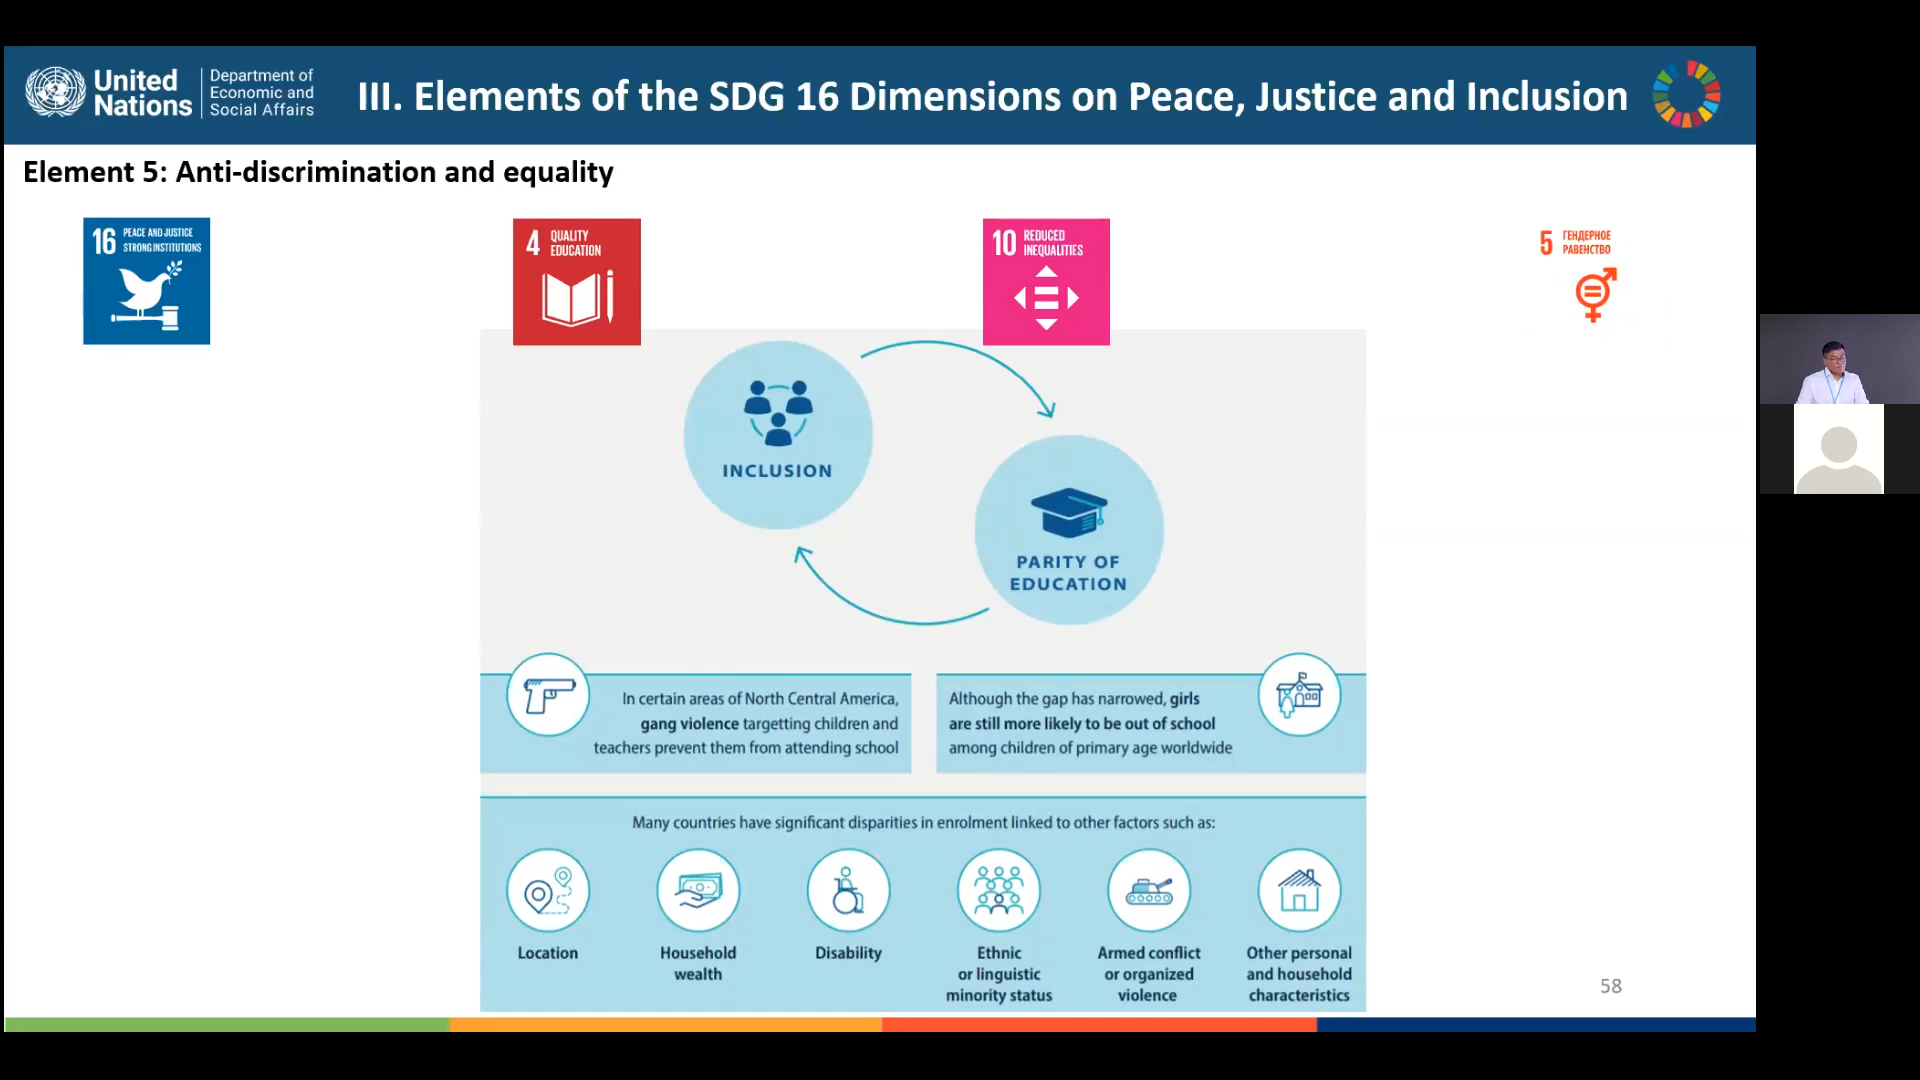 United Nations
Department of Economic and Social Affairs
III. Elements of the SDG 16 Dimensions on Peace, Justice and Inclusion
Element 5: Anti-discrimination and equality
16 PEACE AND JUSTICE
STRONG INSTITUTIONS
4 QUALITY
EDUCATION
10 REDUCED
INEQUALITIES
5 ГЕНДЕРНОЕ
РАВЕНСТВО
INCLUSION
PARITY OF
EDUCATION
In certain areas of North Central America,
gang violence targetting children and
teachers prevent them from attending school
Although the gap has narrowed, girls
are still more likely to be out of school
among children of primary age worldwide
Many countries have significant disparities in enrolment linked to other factors such as:
Location
Household
wealth
Disability
Ethnic
or linguistic
minority status
Armed conflict
or organized
violence
Other personal
and household
characteristics
58